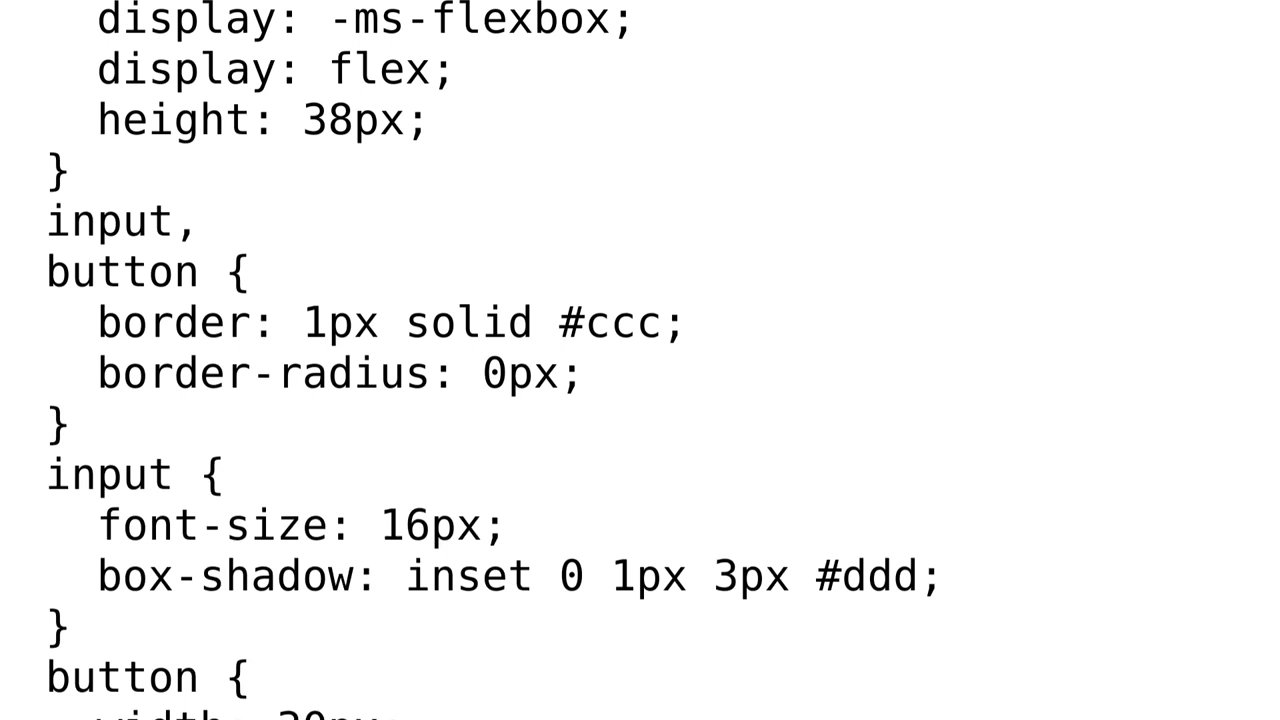 display: -ms-flexbox;
display: flex;
height: 38px;
}
input,
button {
border: 1px solid #ccc;
border-radius: 0px;
}
input {
font-size: 16px;
box-shadow: inset 0 1px 3px #ddd;
}
button {